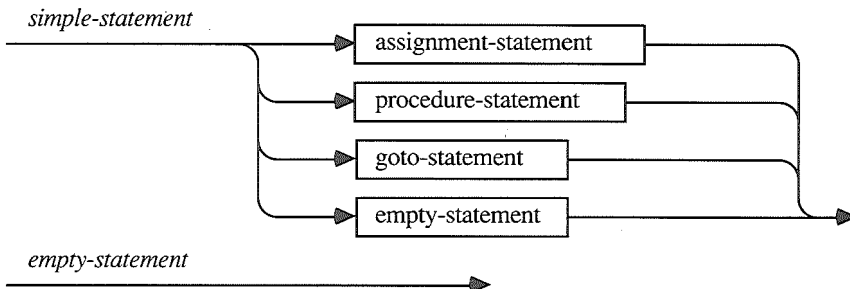 simple-statement
assignment-statement
procedure-statement
goto-statement
empty-statement
empty-statement